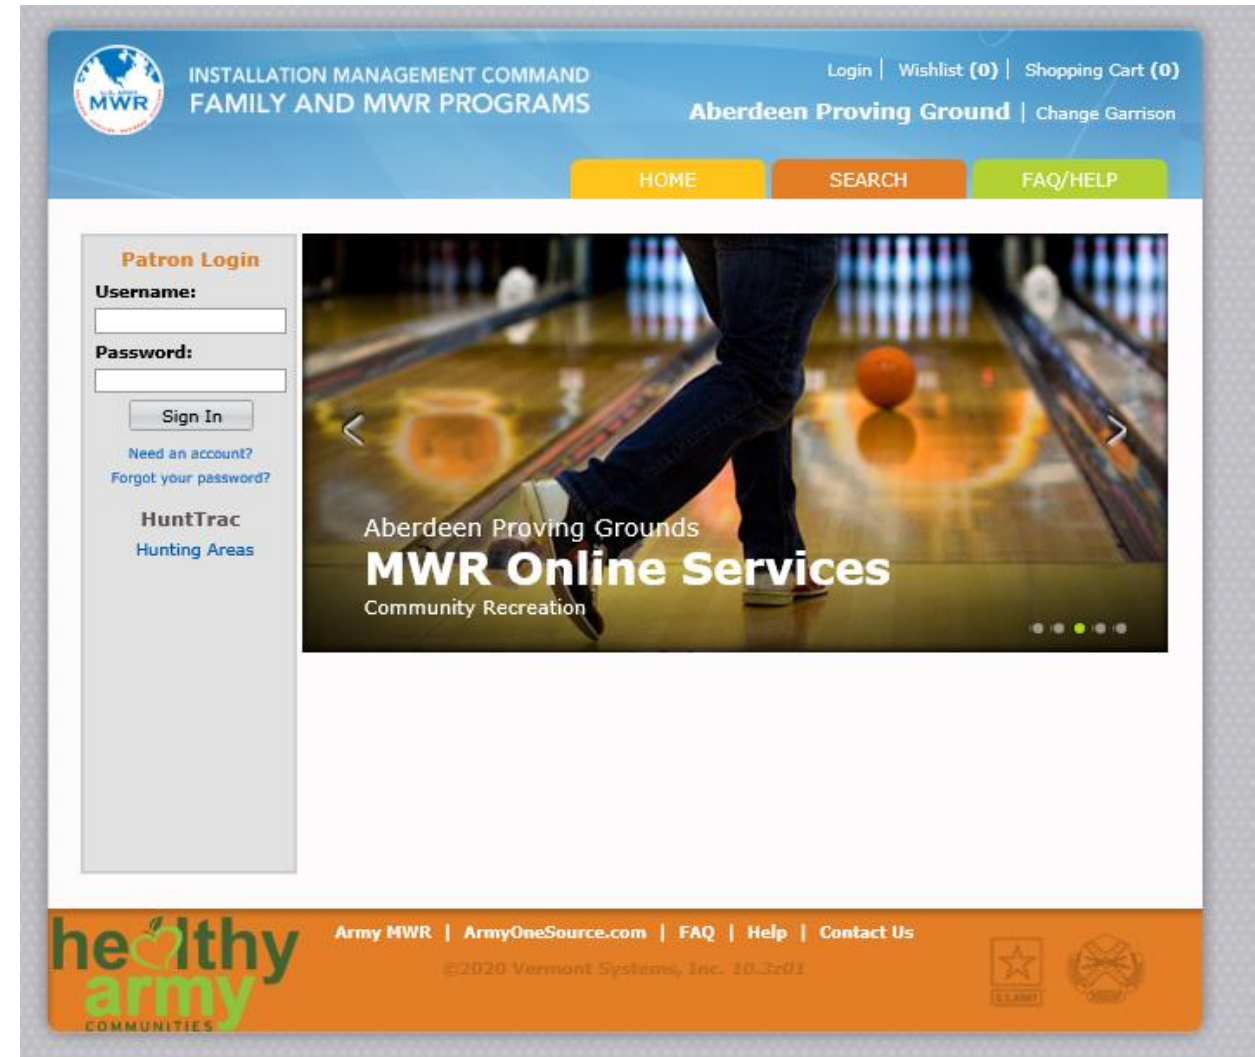 U.S. ARMY
MWR
INSTALLATION MANAGEMENT COMMAND
FAMILY AND MWR PROGRAMS
Login | Wishlist (0) | Shopping Cart (0)
Aberdeen Proving Ground | Change Garrison
HOME
SEARCH
FAQ/HELP
Patron Login
Username:
Password:
Sign In
Need an account?
Forgot your password?
HuntTrac
Hunting Areas
Aberdeen Proving Grounds
MWR Online Services
Community Recreation
healthy
army
COMMUNITIES
Army MWR | ArmyOneSource.com | FAQ | Help | Contact Us
©2020 Vermont Systems, Inc. 10.3z01
U.S. ARMY